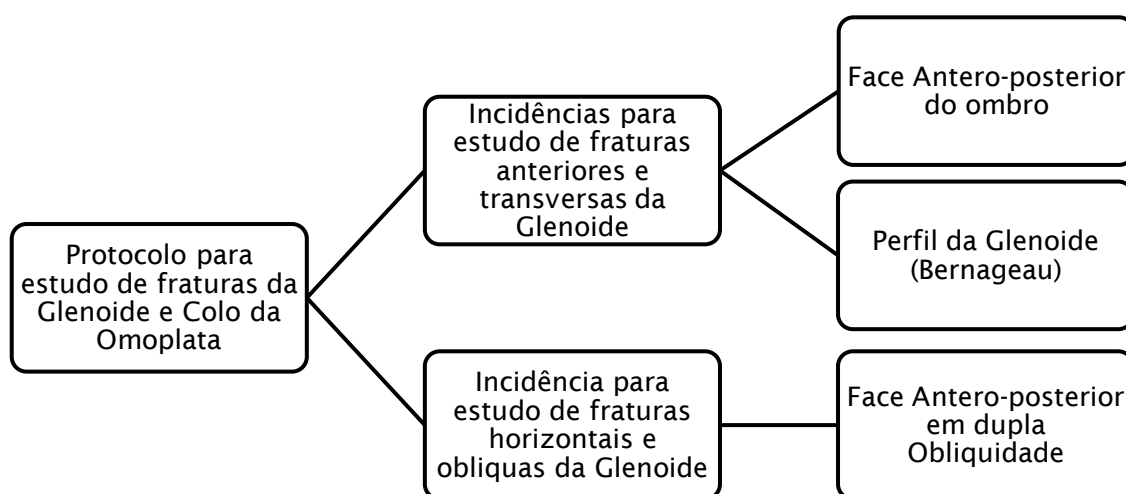 Protocolo para
estudo de fraturas da
Glenoide e Colo da
Omoplata
Incidências para
estudo de fraturas
anteriores e
transversas da
Glenoide
Face Antero-posterior
do ombro
Perfil da Glenoide
(Bernageau)
Incidência para
estudo de fraturas
horizontais e
obliquas da Glenoide
Face Antero-posterior
em dupla
Obliquidade